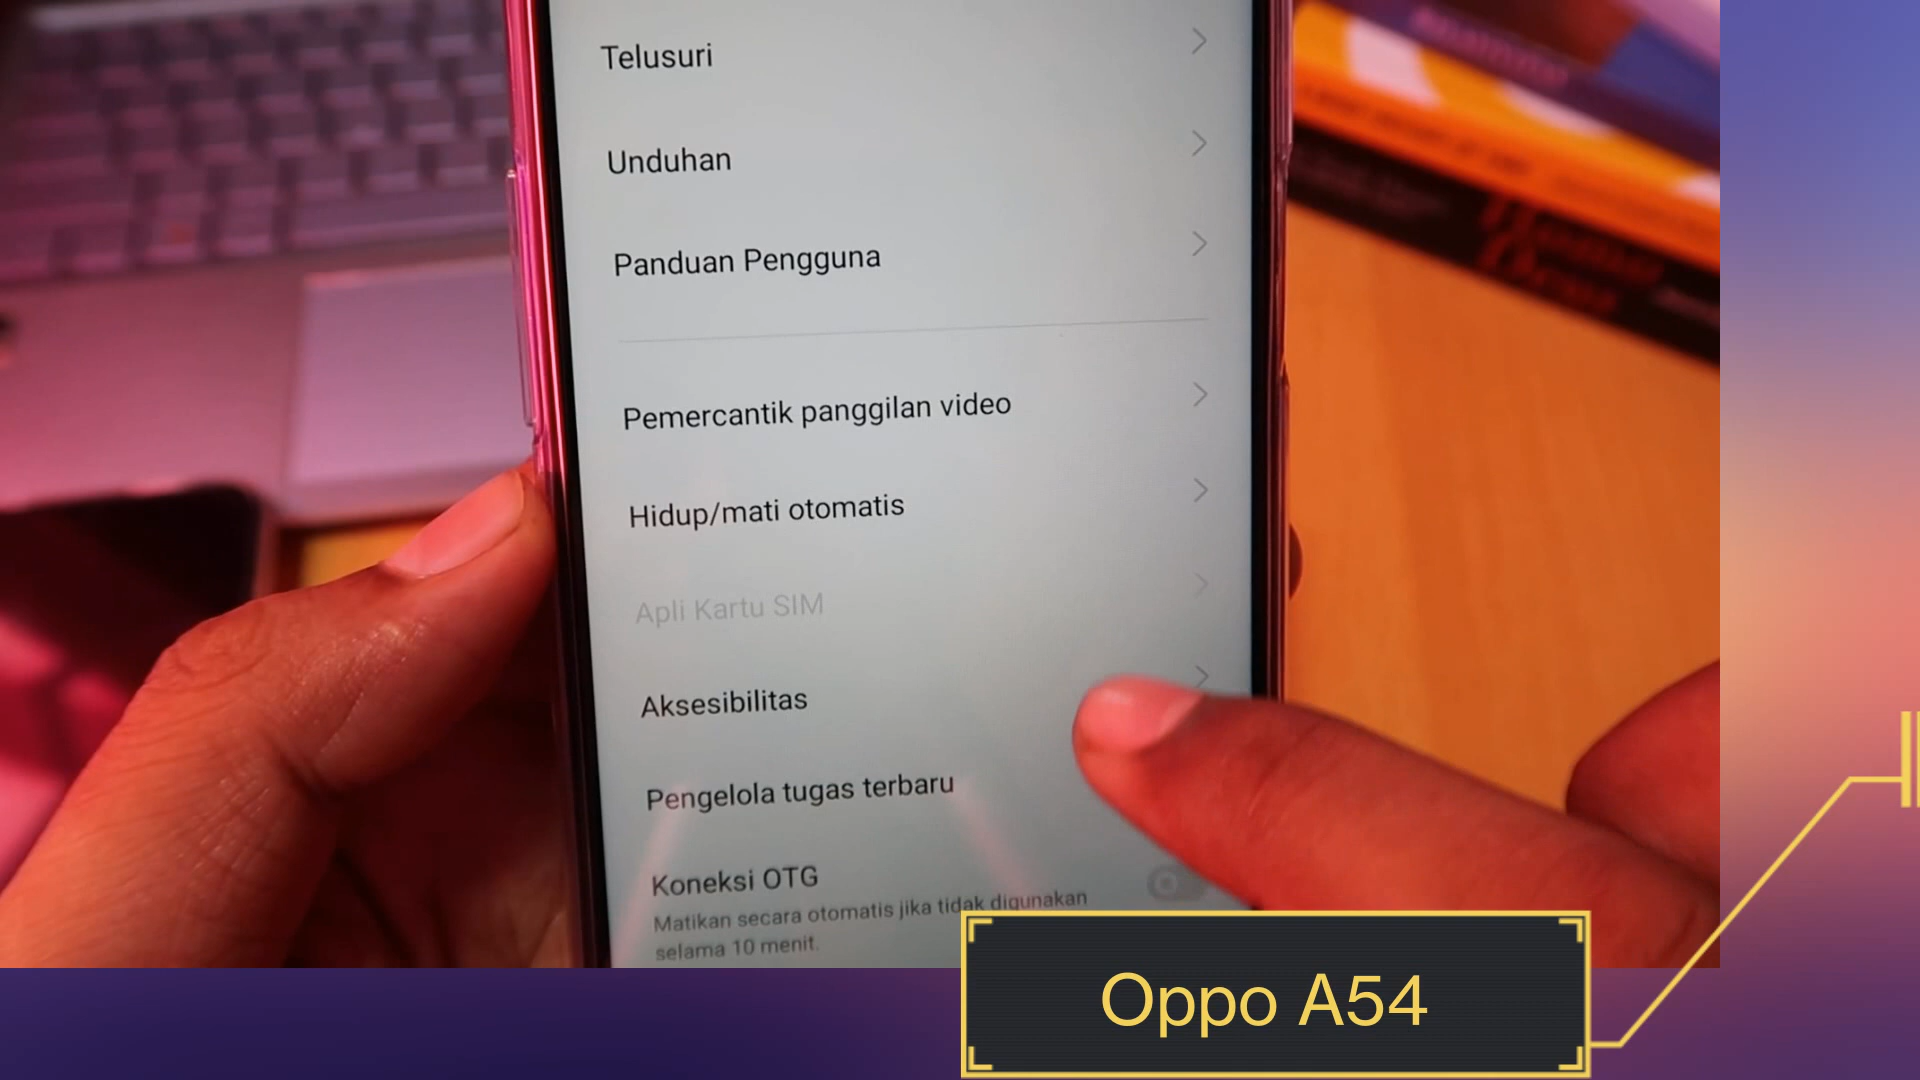 Telusuri
Unduhan
Panduan Pengguna
Pemercantik panggilan video
Hidup/mati otomatis
Apli Kartu SIM
Aksesibilitas
Pengelola tugas terbaru
Koneksi OTG
Matikan secara otomatis jika tidak digunakan
selama 10 menit.
Oppo A54